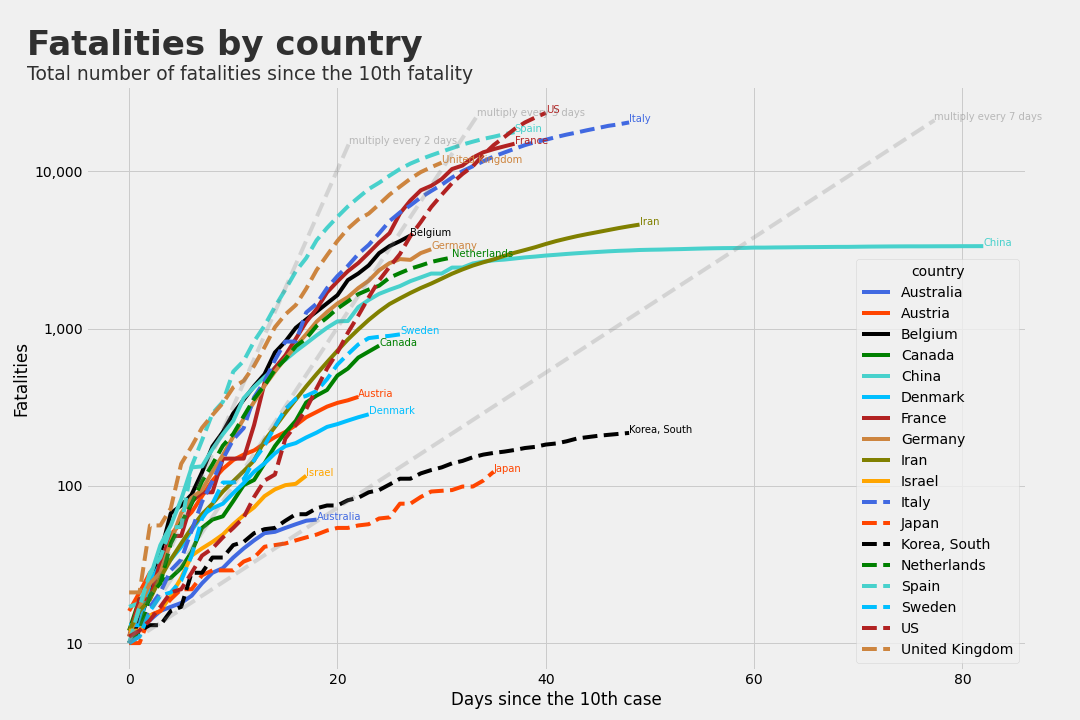 Fatalities by country
Total number of fatalities since the 10th fatality
multiply every 2 days
multiply every 3 days
multiply every 7 days
US
Italy
Spain
France
United Kingdom
Belgium
Germany
Netherlands
Iran
China
Sweden
Canada
Austria
Denmark
Korea, South
Israel
Japan
Australia
10,000
1,000
100
10
Fatalities
0
20
40
60
80
Days since the 10th case
country
Australia
Austria
Belgium
Canada
China
Denmark
France
Germany
Iran
Israel
Italy
Japan
Korea, South
Netherlands
Spain
Sweden
US
United Kingdom